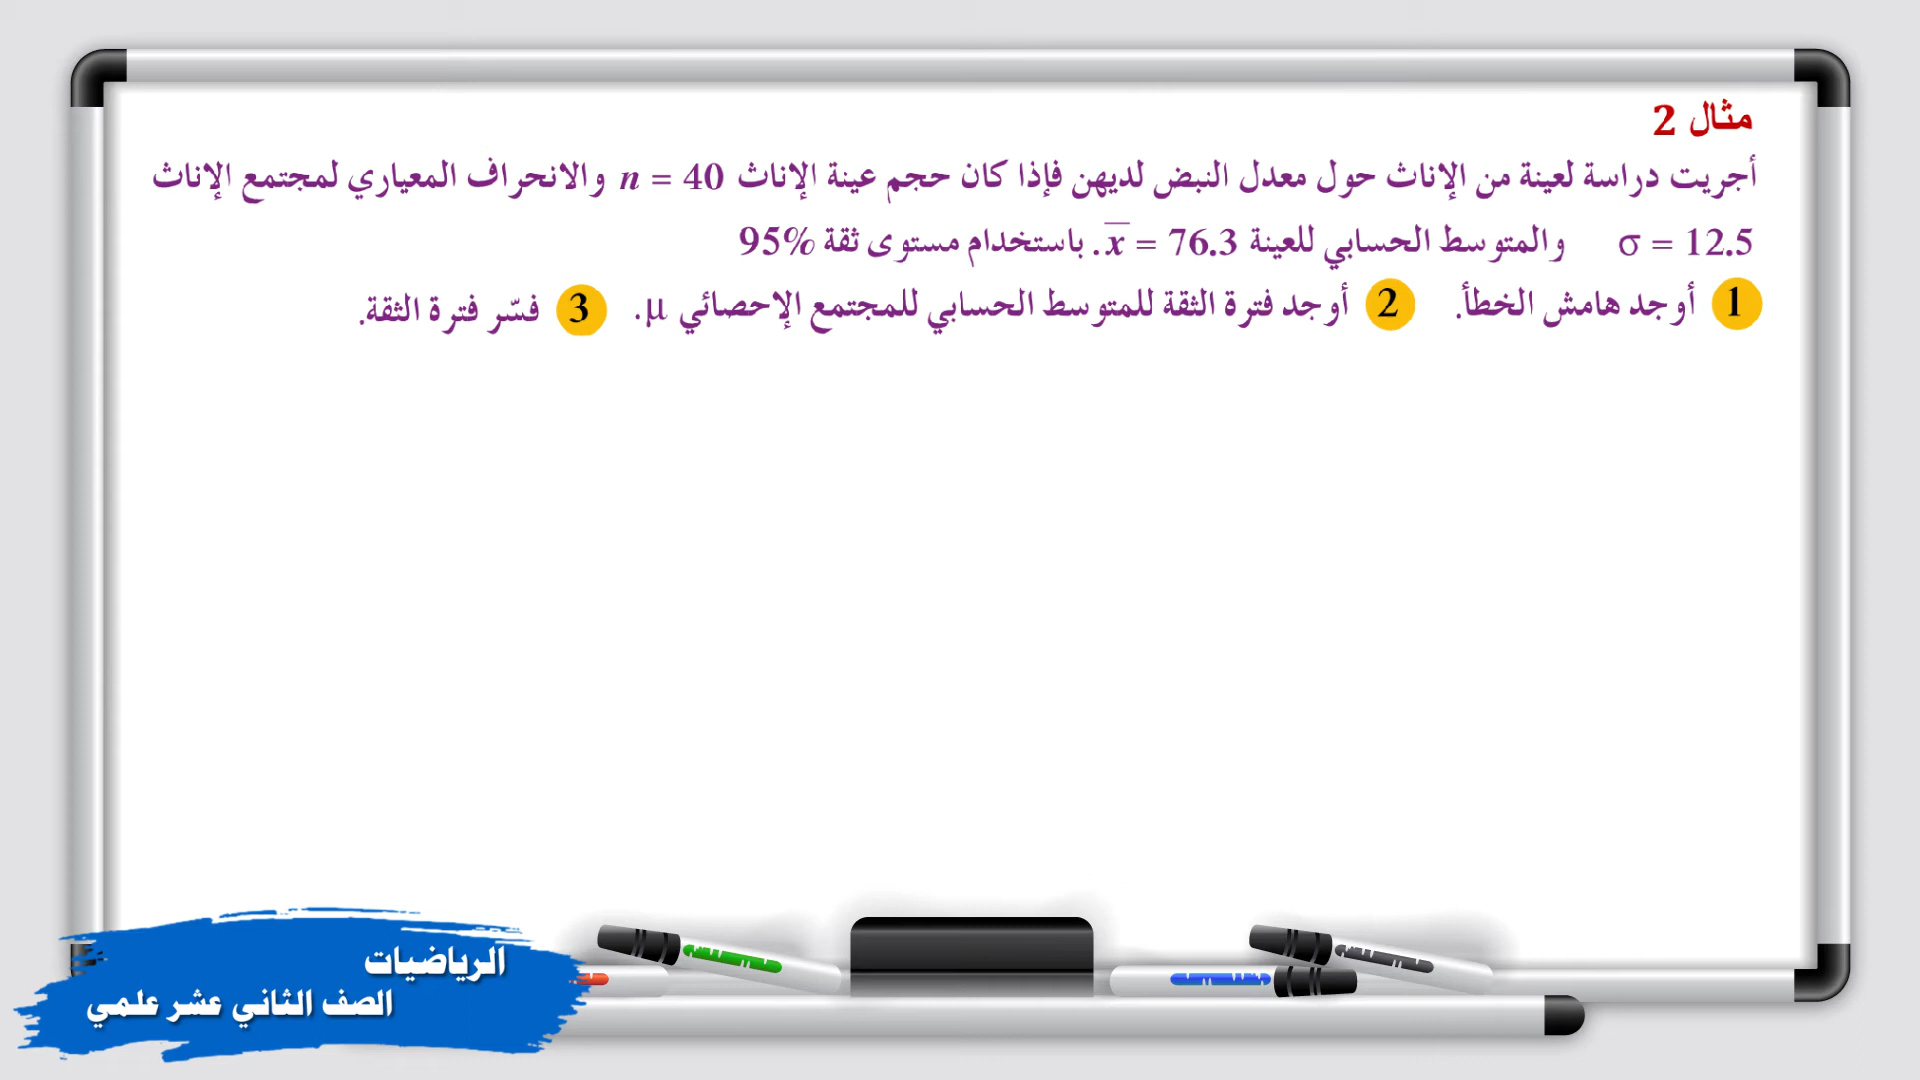 مثال 2
أجريت دراسة لعينة من الإناث حول معدل النبض لديهن فإذا كان حجم عينة الإناث n = 40 والانحراف المعياري لمجتمع الإناث
σ = 12.5 والمتوسط الحسابي للعينة x̅ = 76.3. باستخدام مستوى ثقة 95%
1 أوجد هامش الخطأ. 2 أوجد فترة الثقة للمتوسط الحسابي للمجتمع الإحصائي μ. 3 فسّر فترة الثقة.
الرياضيات
الصف الثاني عشر علمي